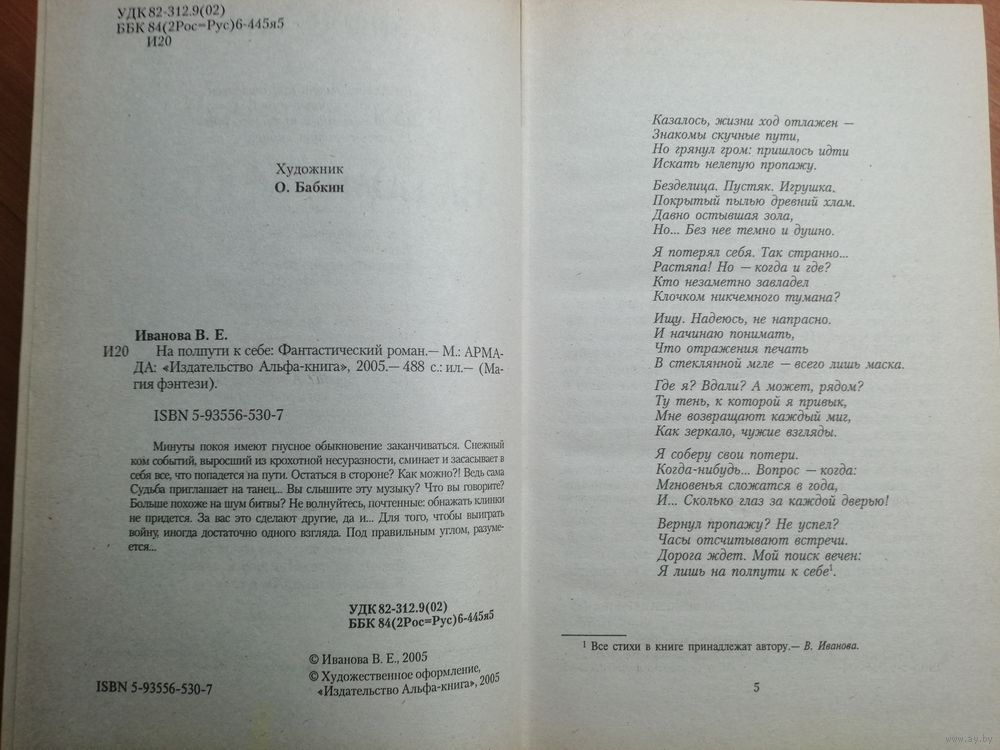 УДК 82-312.9(02)
ББК 84(2Рос=Рус)6-445я5
И20
Художник
О. Бабкин
Иванова В. Е.
И20 На полпути к себе: Фантастический роман.— М.: АРМА-
ДА: «Издательство Альфа-книга», 2005.— 488 с.: ил.— (Ма-
гия фэнтези).
ISBN 5-93556-530-7
Минуты покоя имеют гнусное обыкновение заканчиваться. Снежный
ком событий, выросший из крохотной несуразности, сминает и засасывает в
себя все, что попадется на пути. Остаться в стороне? Как можно?! Ведь сама
Судьба приглашает на танец... Вы слышите эту музыку? Что вы говорите?
Больше похоже на шум битвы? Не волнуйтесь, почтенные: обнажать клинки
не придется. За вас это сделают другие, да и... Для того, чтобы выиграть
войну, иногда достаточно одного взгляда. Под правильным углом, разуме-
ется...
УДК 82-312.9(02)
ББК 84(2Рос=Рус)6-445я5
© Иванова В. Е., 2005
© Художественное оформление,
«Издательство Альфа-книга», 2005
ISBN 5-93556-530-7
Казалось, жизни ход отлажен —
Знакомы скучные пути,
Но грянул гром: пришлось идти
Искать нелепую пропажу.
Безделица. Пустяк. Игрушка.
Покрытый пылью древний хлам.
Давно остывшая зола,
Но... Без нее темно и душно.
Я потерял себя. Так странно...
Растяпа! Но — когда и где?
Кто незаметно завладел
Клочком никчемного тумана?
Ищу. Надеюсь, не напрасно.
И начинаю понимать,
Что отражения печать
В стеклянной мгле — всего лишь маска.
Где я? Вдали? А может, рядом?
Ту тень, к которой я привык,
Мне возвращают каждый миг,
Как зеркало, чужие взгляды.
Я соберу свои потери.
Когда-нибудь... Вопрос — когда:
Мгновенья сложатся в года,
И... Сколько глаз за каждой дверью!
Вернул пропажу? Не успел?
Часы отсчитывают встречи.
Дорога ждет. Мой поиск вечен:
Я лишь на полпути к себе¹.
¹ Все стихи в книге принадлежат автору.— В. Иванова.
5
www.ay.by